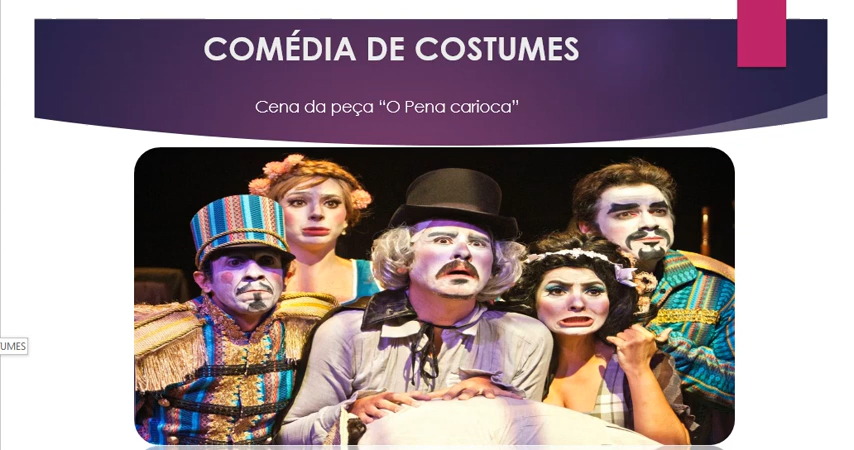 COMÉDIA DE COSTUMES
Cena da peça “O Pena carioca”
UMES